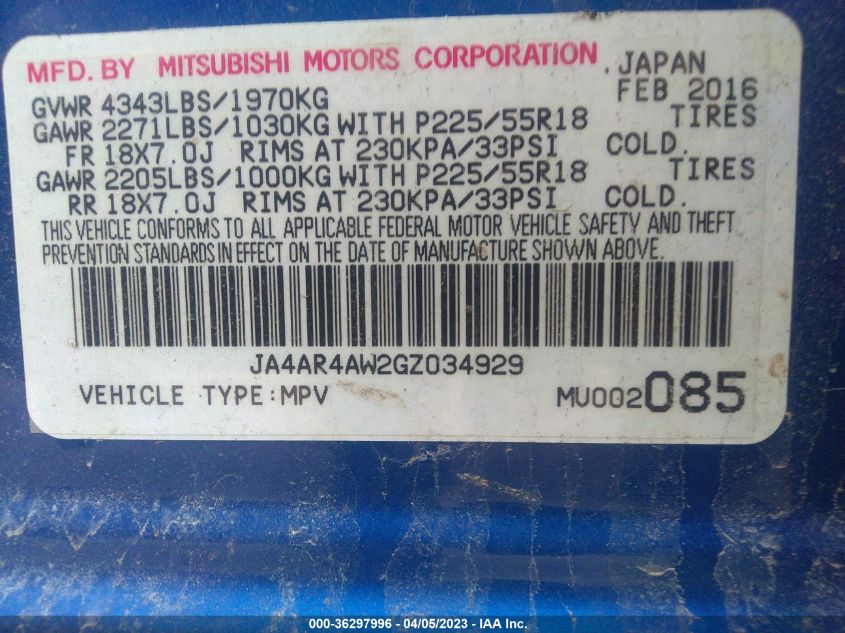 MFD. BY MITSUBISHI MOTORS CORPORATION, JAPAN
GVWR 4343LBS/1970KG FEB 2016
GAWR 2271LBS/1030KG WITH P225/55R18 TIRES
FR 18X7.0J RIMS AT 230KPA/33PSI COLD.
GAWR 2205LBS/1000KG WITH P225/55R18 TIRES
RR 18X7.0J RIMS AT 230KPA/33PSI COLD.
THIS VEHICLE CONFORMS TO ALL APPLICABLE FEDERAL MOTOR VEHICLE SAFETY AND THEFT
PREVENTION STANDARDS IN EFFECT ON THE DATE OF MANUFACTURE SHOWN ABOVE.
JA4AR4AW2GZ034929
VEHICLE TYPE:MPV MU002085
000-36297996 - 04/05/2023 - IAA Inc.